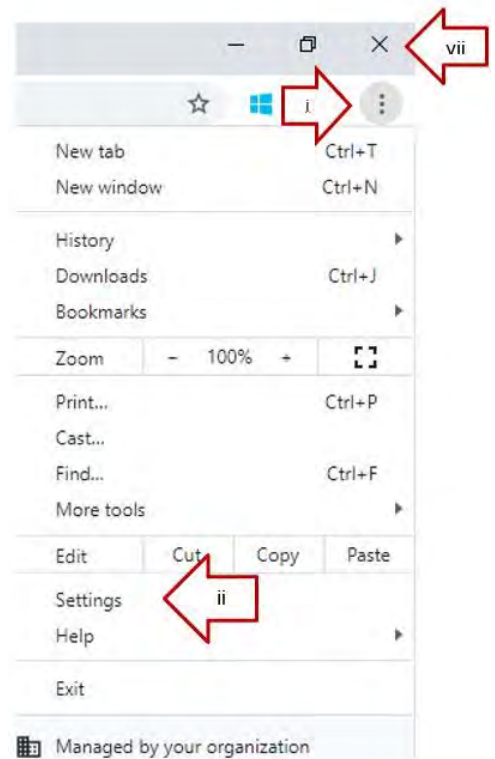 vii
i
New tab Ctrl+T
New window Ctrl+N
History
Downloads Ctrl+J
Bookmarks
Zoom - 100% +
Print... Ctrl+P
Cast...
Find... Ctrl+F
More tools
Edit Cut Copy Paste
Settings ii
Help
Exit
Managed by your organization